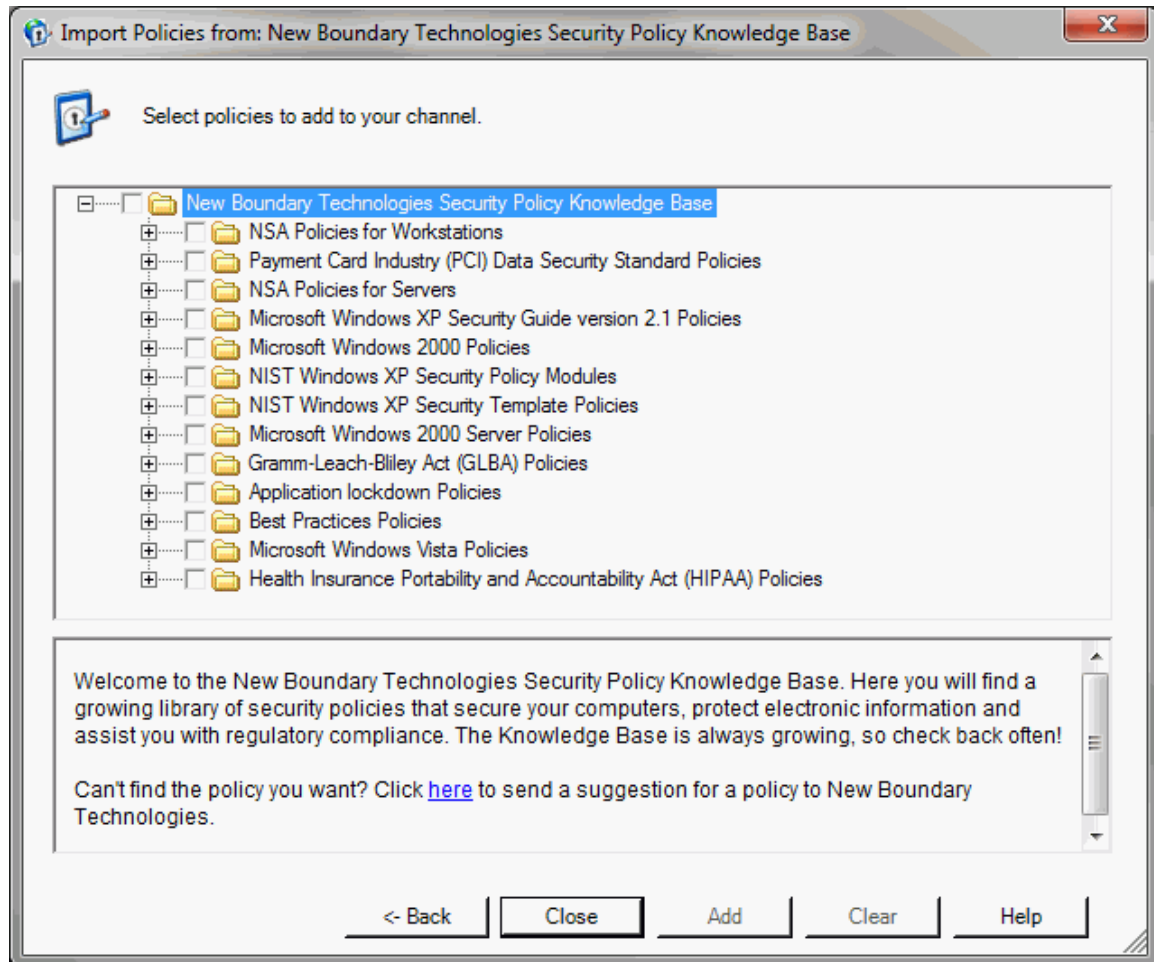 Import Policies from: New Boundary Technologies Security Policy Knowledge Base
Select policies to add to your channel.
New Boundary Technologies Security Policy Knowledge Base
NSA Policies for Workstations
Payment Card Industry (PCI) Data Security Standard Policies
NSA Policies for Servers
Microsoft Windows XP Security Guide version 2.1 Policies
Microsoft Windows 2000 Policies
NIST Windows XP Security Policy Modules
NIST Windows XP Security Template Policies
Microsoft Windows 2000 Server Policies
Gramm-Leach-Bliley Act (GLBA) Policies
Application lockdown Policies
Best Practices Policies
Microsoft Windows Vista Policies
Health Insurance Portability and Accountability Act (HIPAA) Policies
Welcome to the New Boundary Technologies Security Policy Knowledge Base. Here you will find a
growing library of security policies that secure your computers, protect electronic information and
assist you with regulatory compliance. The Knowledge Base is always growing, so check back often!
Can't find the policy you want? Click here to send a suggestion for a policy to New Boundary
Technologies.
<- Back Close Add Clear Help